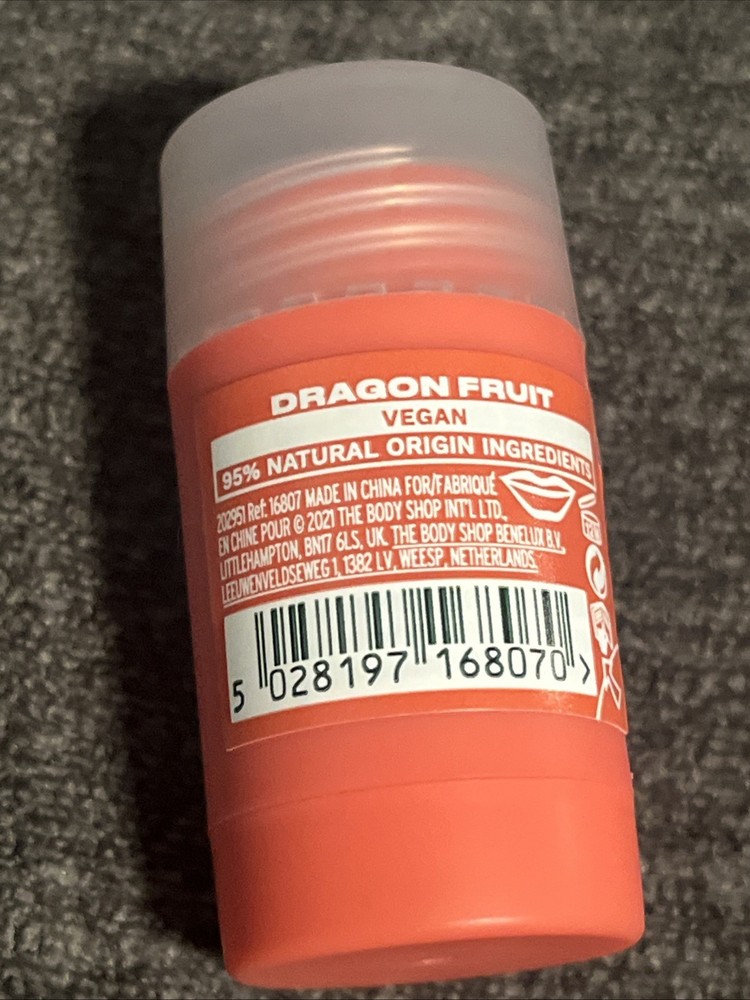 DRAGON FRUIT
VEGAN
95% NATURAL ORIGIN INGREDIENTS
202951 Ref: 16807 MADE IN CHINA FOR/FABRIQUÉ
EN CHINE POUR © 2021 THE BODY SHOP INT'L LTD.,
LITTLEHAMPTON, BN17 6LS, UK. THE BODY SHOP BENELUX B.V.
LEEUWENVELDSEWEG 1, 1382 LV, WEESP, NETHERLANDS.
5 028197 168070 >